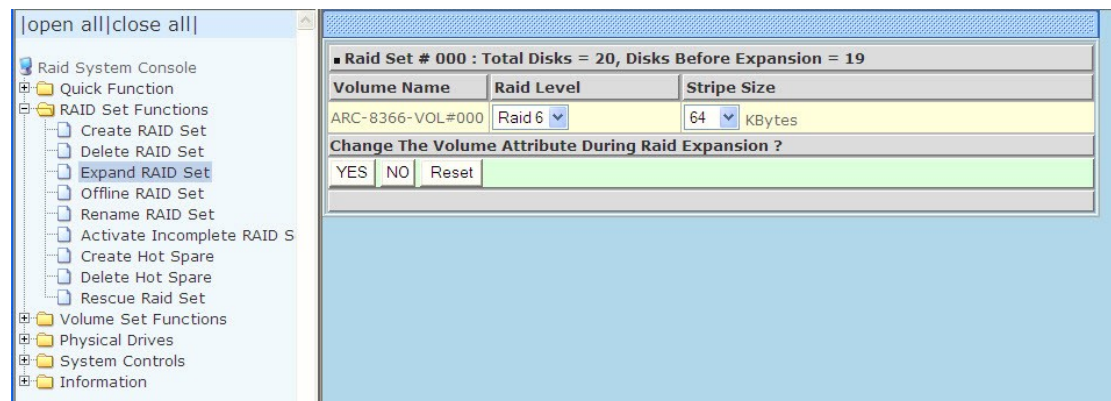 |open all|close all|
Raid System Console
Quick Function
RAID Set Functions
Create RAID Set
Delete RAID Set
Expand RAID Set
Offline RAID Set
Rename RAID Set
Activate Incomplete RAID S
Create Hot Spare
Delete Hot Spare
Rescue Raid Set
Volume Set Functions
Physical Drives
System Controls
Information
Raid Set # 000 : Total Disks = 20, Disks Before Expansion = 19
Volume Name Raid Level Stripe Size
ARC-8366-VOL#000 Raid 6 64 KBytes
Change The Volume Attribute During Raid Expansion ?
YES NO Reset